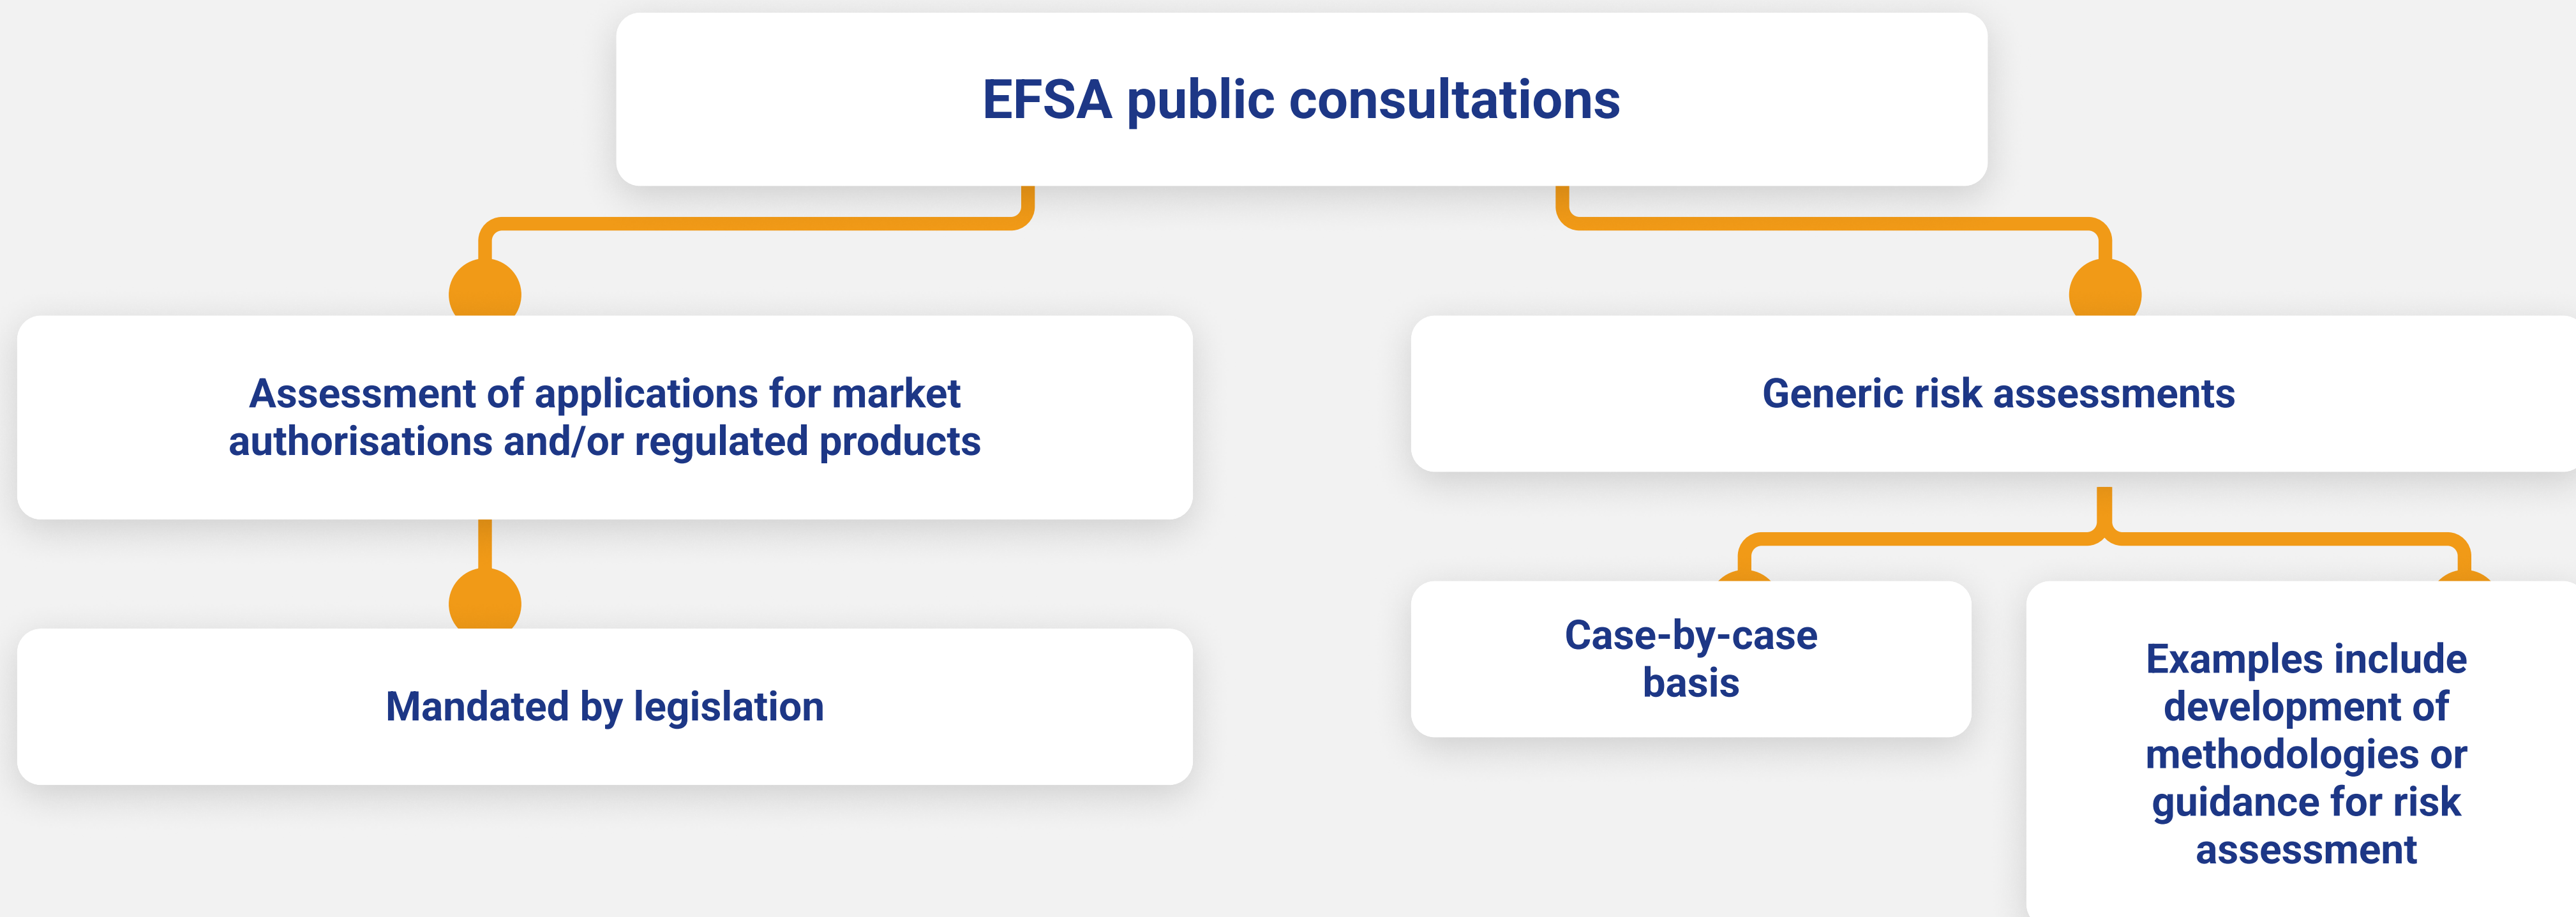 EFSA public consultations
Assessment of applications for market
authorisations and/or regulated products
Generic risk assessments
Mandated by legislation
Case-by-case
basis
Examples include
development of
methodologies or
guidance for risk
assessment